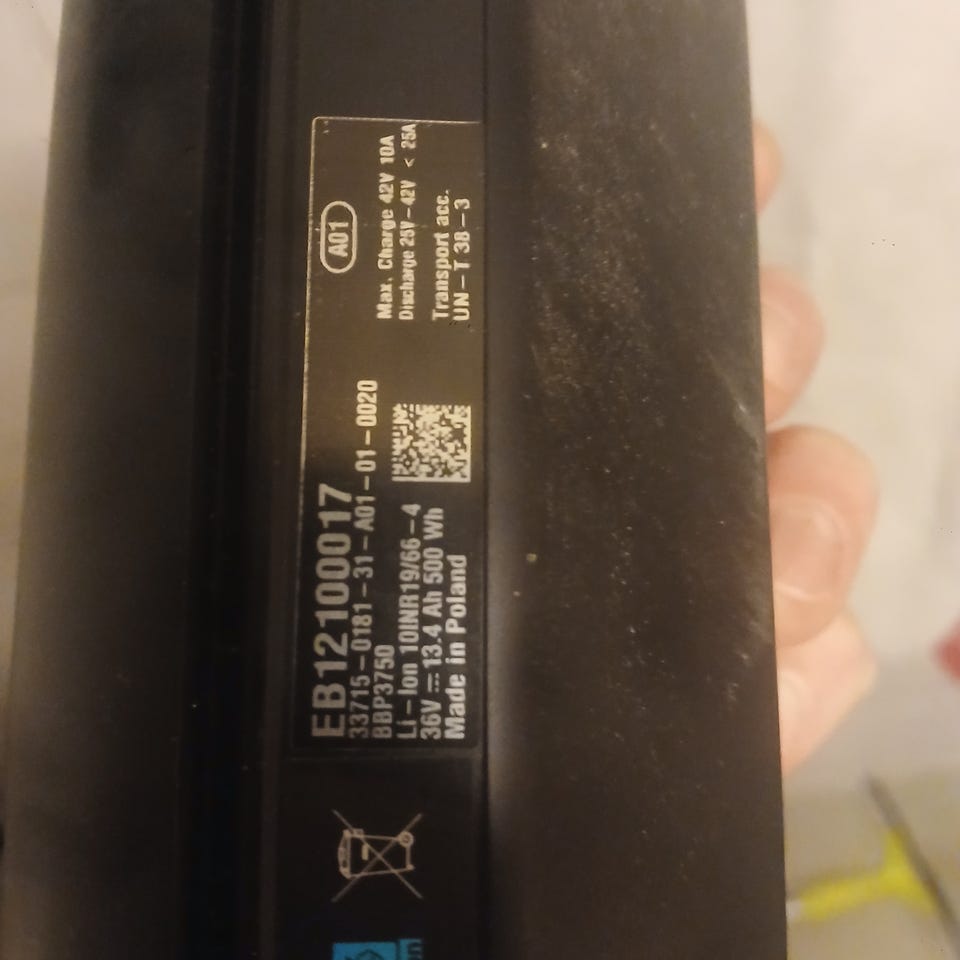 EB12100017
33715-0181-31-A01-01-0020
BBP3750
Li-Ion 10INR19/66-4
36V ⎓ 13.4 Ah 500 Wh
Made in Poland
A01
Max. Charge 42V 10A
Discharge 25V-42V < 25A
Transport acc.
UN-T 38-3